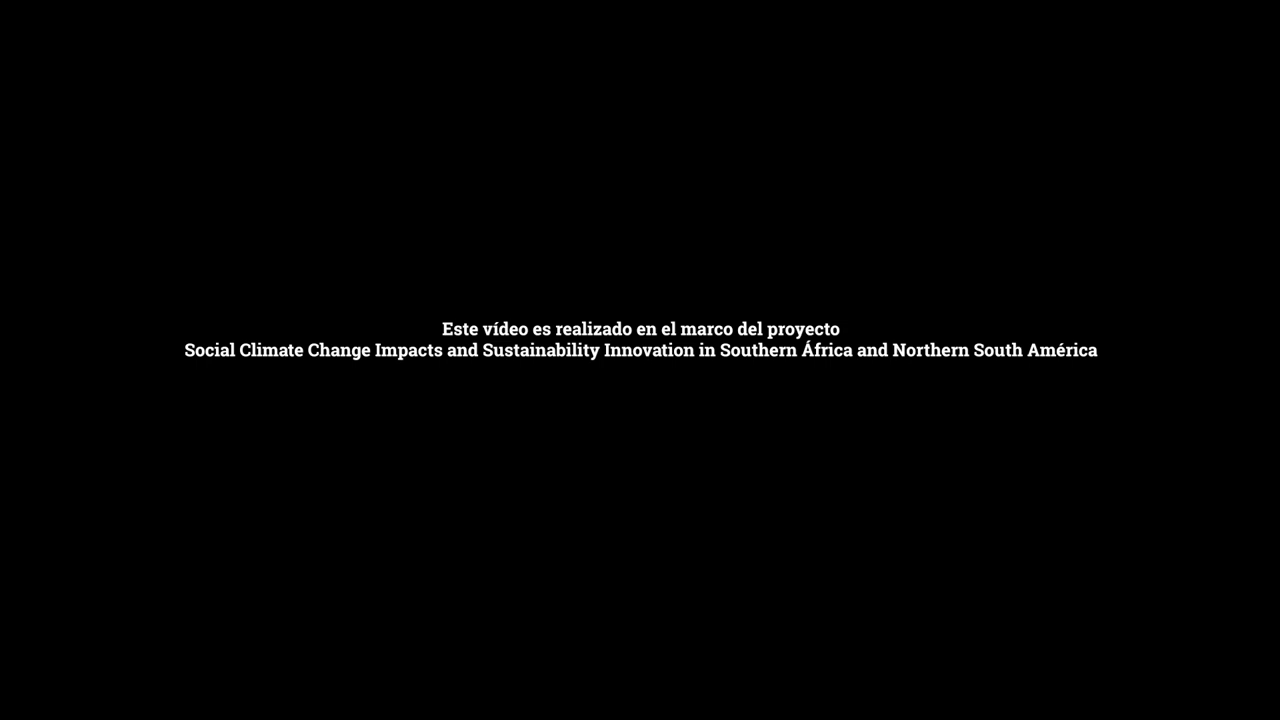 Este vídeo es realizado en el marco del proyecto
Social Climate Change Impacts and Sustainability Innovation in Southern África and Northern South América